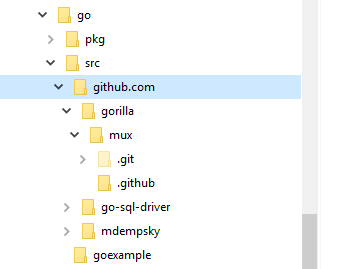 go
pkg
src
github.com
gorilla
mux
.git
.github
go-sql-driver
mdempsky
goexample